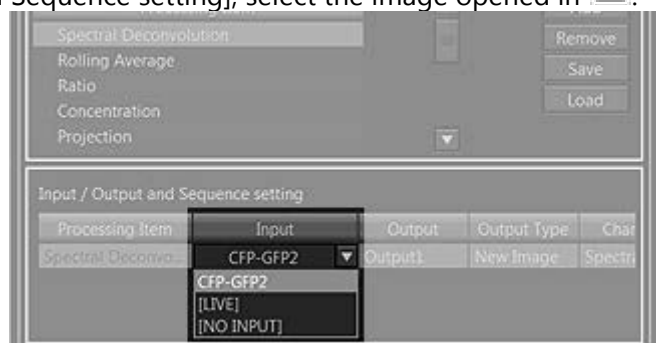 Sequence setting], select the image opened in
Spectral Deconvolution
Remove
Rolling Average
Save
Ratio
Load
Concentration
Projection
Input / Output and Sequence setting
Processing Item Input Output Output Type Char
Spectral Deconvo... CFP-GFP2 Output1 New Image Spectra
CFP-GFP2
[LIVE]
[NO INPUT]